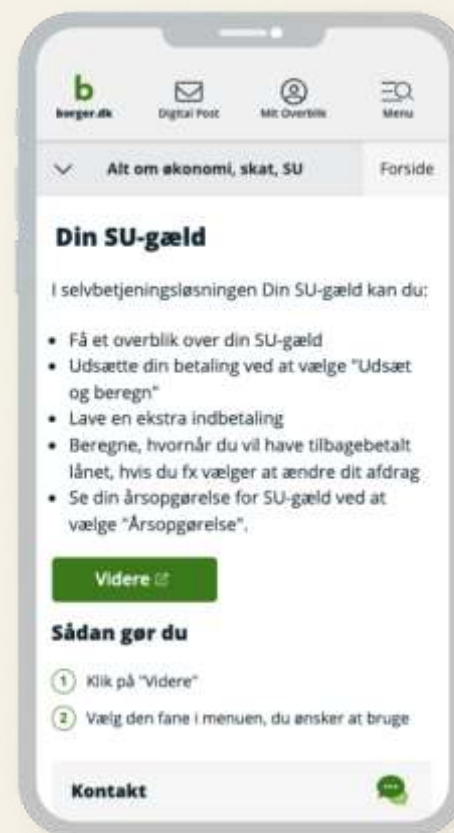 b
borger.dk
Digital Post
Mit Overblik
Menu
Alt om økonomi, skat, SU
Forside
Din SU-gæld
I selvbetjeningsløsningen Din SU-gæld kan du:
• Få et overblik over din SU-gæld
• Udsætte din betaling ved at vælge "Udsæt
og beregn"
• Lave en ekstra indbetaling
• Beregne, hvornår du vil have tilbagebetalt
lånet, hvis du fx vælger at ændre dit afdrag
• Se din årsopgørelse for SU-gæld ved at
vælge "Årsopgørelse".
Videre
Sådan gør du
1 Klik på "Videre"
2 Vælg den fane i menuen, du ønsker at bruge
Kontakt